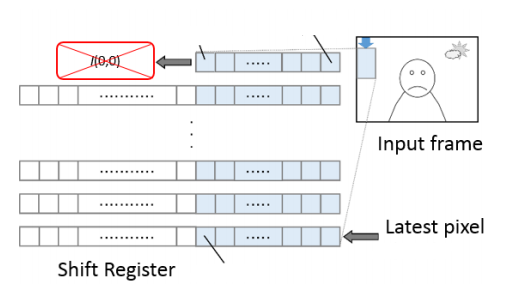 I(0,0)
Input frame
Latest pixel
Shift Register